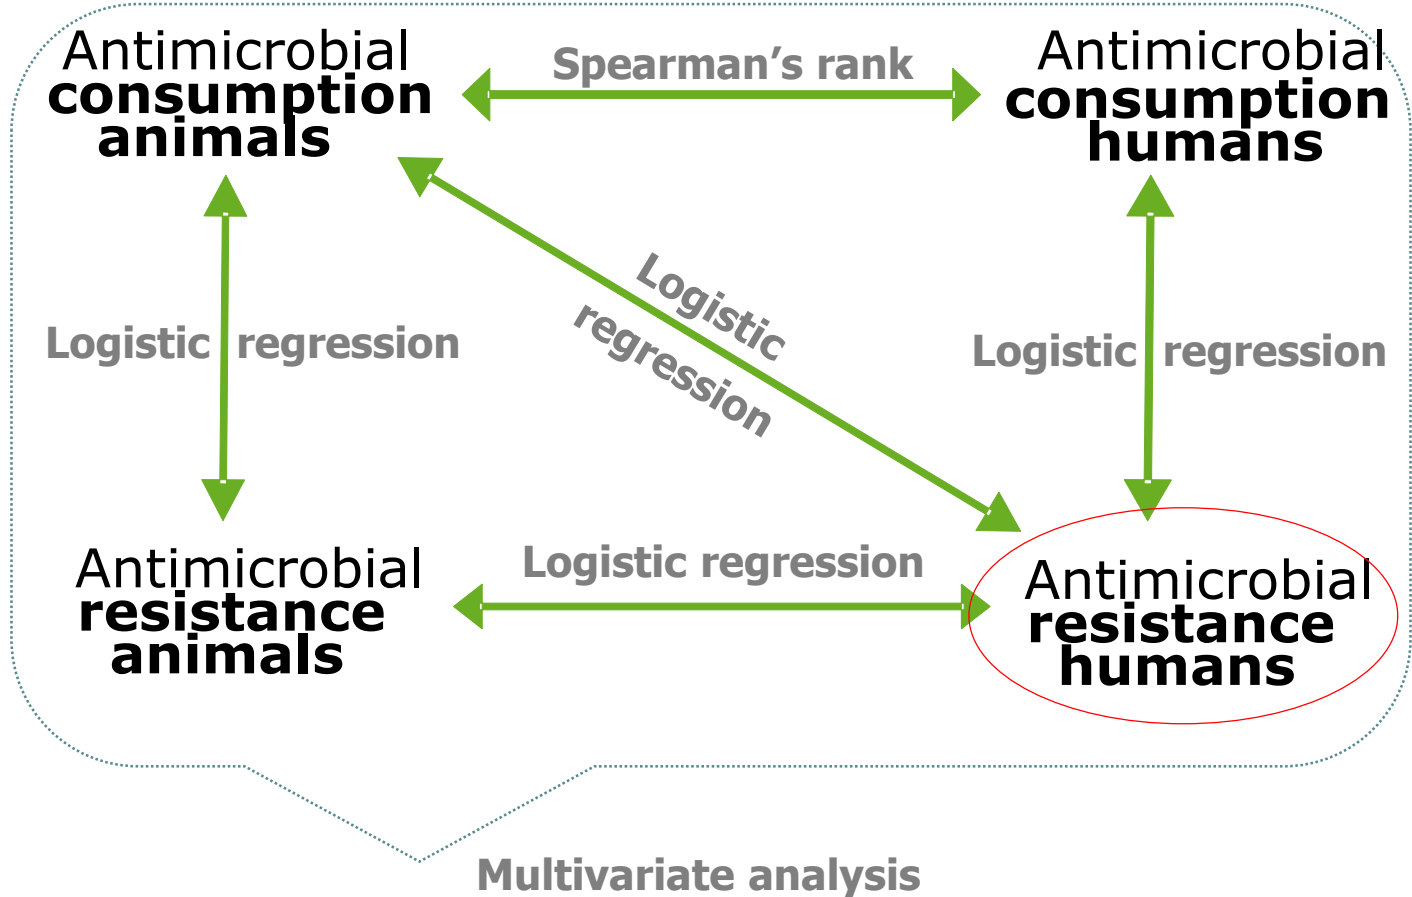 Antimicrobial
consumption
animals
Spearman’s rank
Antimicrobial
consumption
humans
Logistic regression
Logistic
regression
Logistic regression
Antimicrobial
resistance
animals
Logistic regression
Antimicrobial
resistance
humans
Multivariate analysis